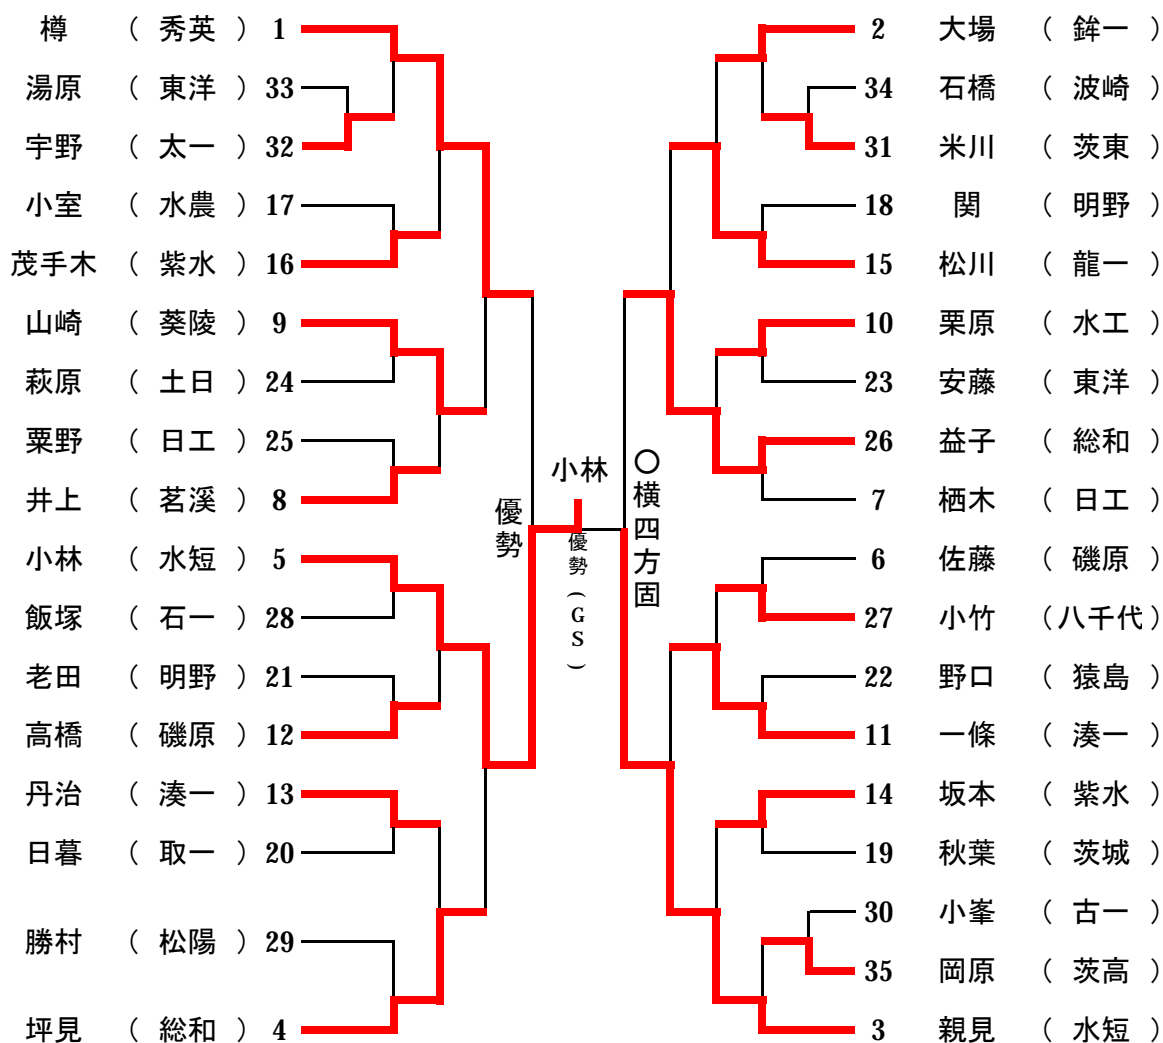 樽 （ 秀英 ） 1
湯原 （ 東洋 ） 33
宇野 （ 太一 ） 32
小室 （ 水農 ） 17
茂手木 （ 紫水 ） 16
山崎 （ 葵陵 ） 9
萩原 （ 土日 ） 24
粟野 （ 日工 ） 25
井上 （ 茗溪 ） 8
小林 （ 水短 ） 5
飯塚 （ 石一 ） 28
老田 （ 明野 ） 21
高橋 （ 磯原 ） 12
丹治 （ 湊一 ） 13
日暮 （ 取一 ） 20
勝村 （ 松陽 ） 29
坪見 （ 総和 ） 4
優勢
小林
優勢（GS）
〇横四方固
2 大場 （ 鉾一 ）
34 石橋 （ 波崎 ）
31 米川 （ 茨東 ）
18 関 （ 明野 ）
15 松川 （ 龍一 ）
10 栗原 （ 水工 ）
23 安藤 （ 東洋 ）
26 益子 （ 総和 ）
7 栖木 （ 日工 ）
6 佐藤 （ 磯原 ）
27 小竹 （八千代）
22 野口 （ 猿島 ）
11 一條 （ 湊一 ）
14 坂本 （ 紫水 ）
19 秋葉 （ 茨城 ）
30 小峯 （ 古一 ）
35 岡原 （ 茨高 ）
3 親見 （ 水短 ）